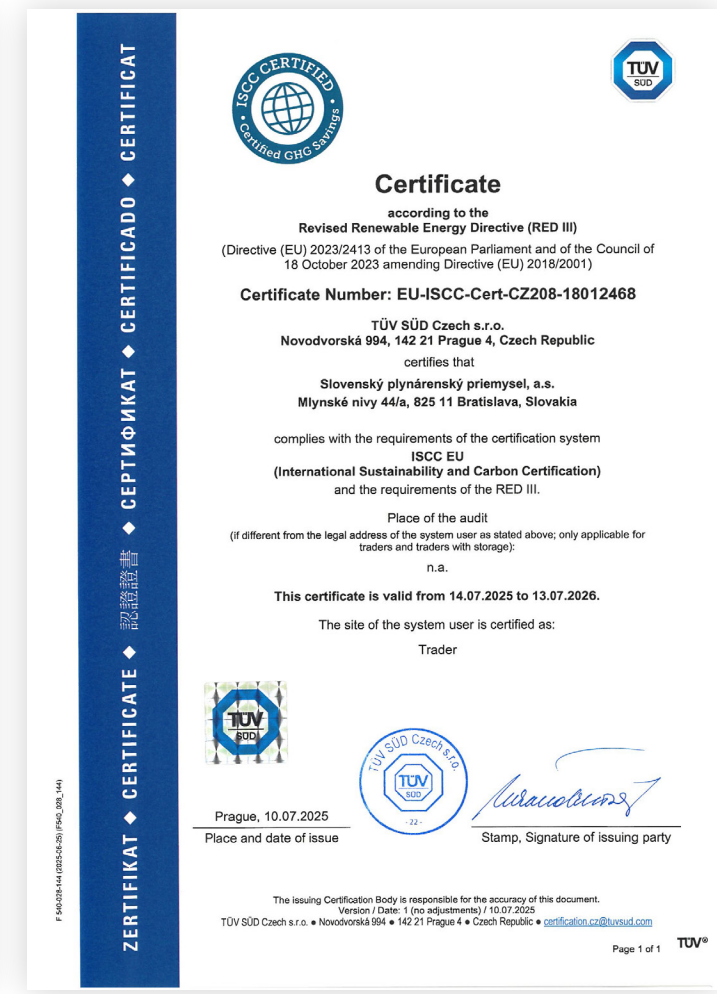 ZERTIFIKAT ◆ CERTIFICATE ◆ 認證證書 ◆ СЕРТИФИКАТ ◆ CERTIFICADO ◆ CERTIFICAT
F 540-028-144 (2025-06-25) (F540_028_144)
ISCC CERTIFIED
• Certified GHG Savings •
TÜV
SÜD
Certificate
according to the
Revised Renewable Energy Directive (RED III)
(Directive (EU) 2023/2413 of the European Parliament and of the Council of
18 October 2023 amending Directive (EU) 2018/2001)
Certificate Number: EU-ISCC-Cert-CZ208-18012468
TÜV SÜD Czech s.r.o.
Novodvorská 994, 142 21 Prague 4, Czech Republic
certifies that
Slovenský plynárenský priemysel, a.s.
Mlynské nivy 44/a, 825 11 Bratislava, Slovakia
complies with the requirements of the certification system
ISCC EU
(International Sustainability and Carbon Certification)
and the requirements of the RED III.
Place of the audit
(if different from the legal address of the system user as stated above; only applicable for
traders and traders with storage):
n.a.
This certificate is valid from 14.07.2025 to 13.07.2026.
The site of the system user is certified as:
Trader
TÜV
SÜD
TÜV SÜD Czech s.r.o.
TÜV
SÜD
- 22 -
Prague, 10.07.2025
Place and date of issue
Stamp, Signature of issuing party
The issuing Certification Body is responsible for the accuracy of this document.
Version / Date: 1 (no adjustments) / 10.07.2025
TÜV SÜD Czech s.r.o. ● Novodvorská 994 ● 142 21 Prague 4 ● Czech Republic ● certification.cz@tuvsud.com
Page 1 of 1
TÜV®